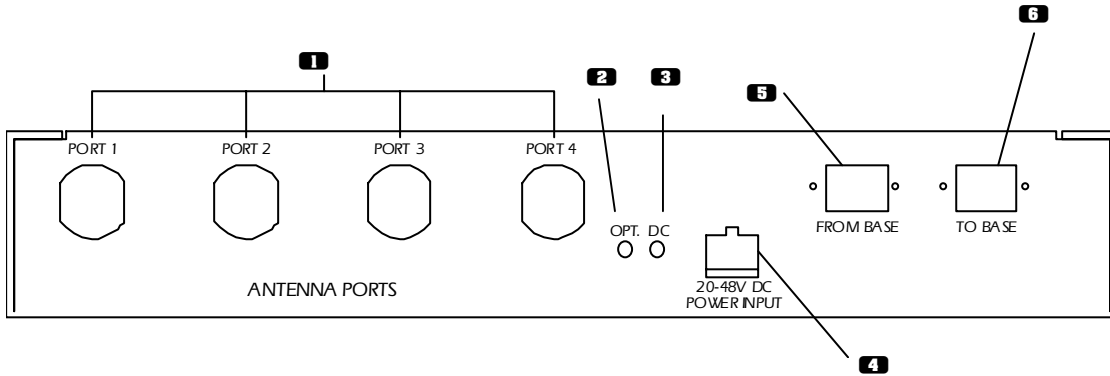 6
1
2
3
5
PORT 1
PORT 2
PORT 3
PORT 4
OPT.
DC
FROM BASE
TO BASE
ANTENNA PORTS
20-48V DC
POWER INPUT
4